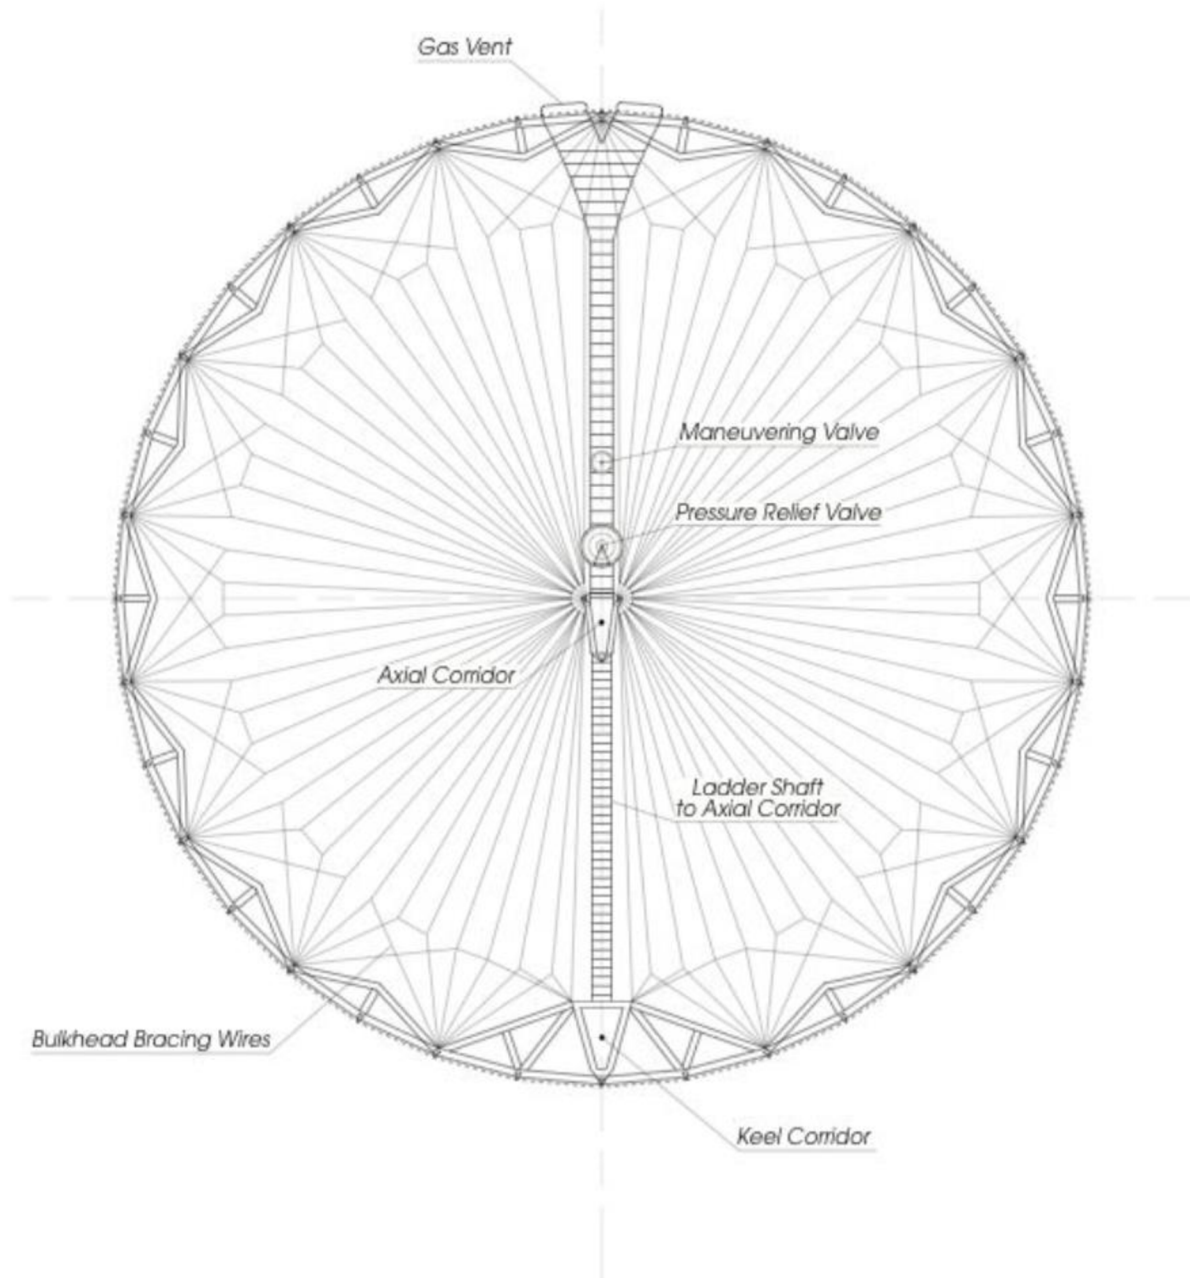 Gas Vent
Maneuvering Valve
Pressure Relief Valve
Axial Corridor
Ladder Shaft
to Axial Corridor
Bulkhead Bracing Wires
Keel Corridor